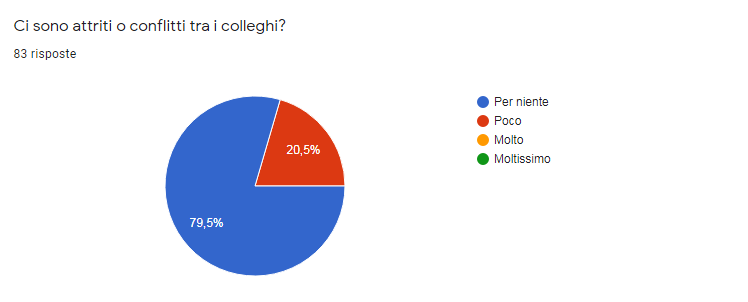 Ci sono attriti o conflitti tra i colleghi?
83 risposte
Per niente
Poco
Molto
Moltissimo
20,5%
79,5%